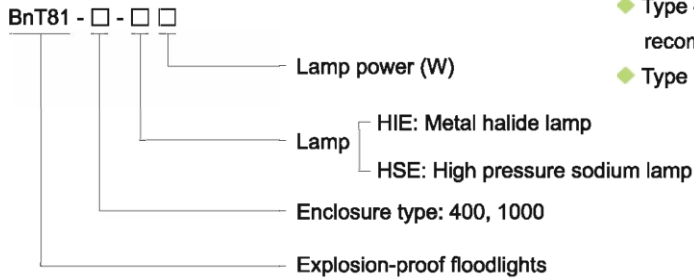 BnT81 - □ - □ □
Type
recon
Type
Lamp power (W)
HIE: Metal halide lamp
Lamp
HSE: High pressure sodium lamp
Enclosure type: 400, 1000
Explosion-proof floodlights